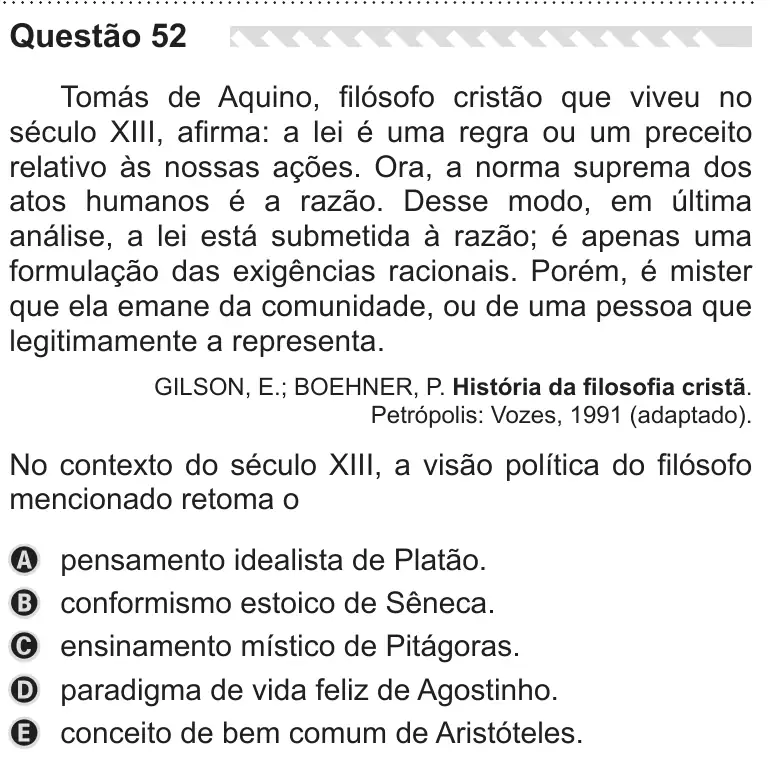 Questão 52
Tomás de Aquino, filósofo cristão que viveu no
século XIII, afirma: a lei é uma regra ou um preceito
relativo às nossas ações. Ora, a norma suprema dos
atos humanos é a razão. Desse modo, em última
análise, a lei está submetida à razão; é apenas uma
formulação das exigências racionais. Porém, é mister
que ela emane da comunidade, ou de uma pessoa que
legitimamente a representa.
GILSON, E.; BOEHNER, P. História da filosofia cristã.
Petrópolis: Vozes, 1991 (adaptado).
No contexto do século XIII, a visão política do filósofo
mencionado retoma o
A pensamento idealista de Platão.
B conformismo estoico de Sêneca.
C ensinamento místico de Pitágoras.
D paradigma de vida feliz de Agostinho.
E conceito de bem comum de Aristóteles.